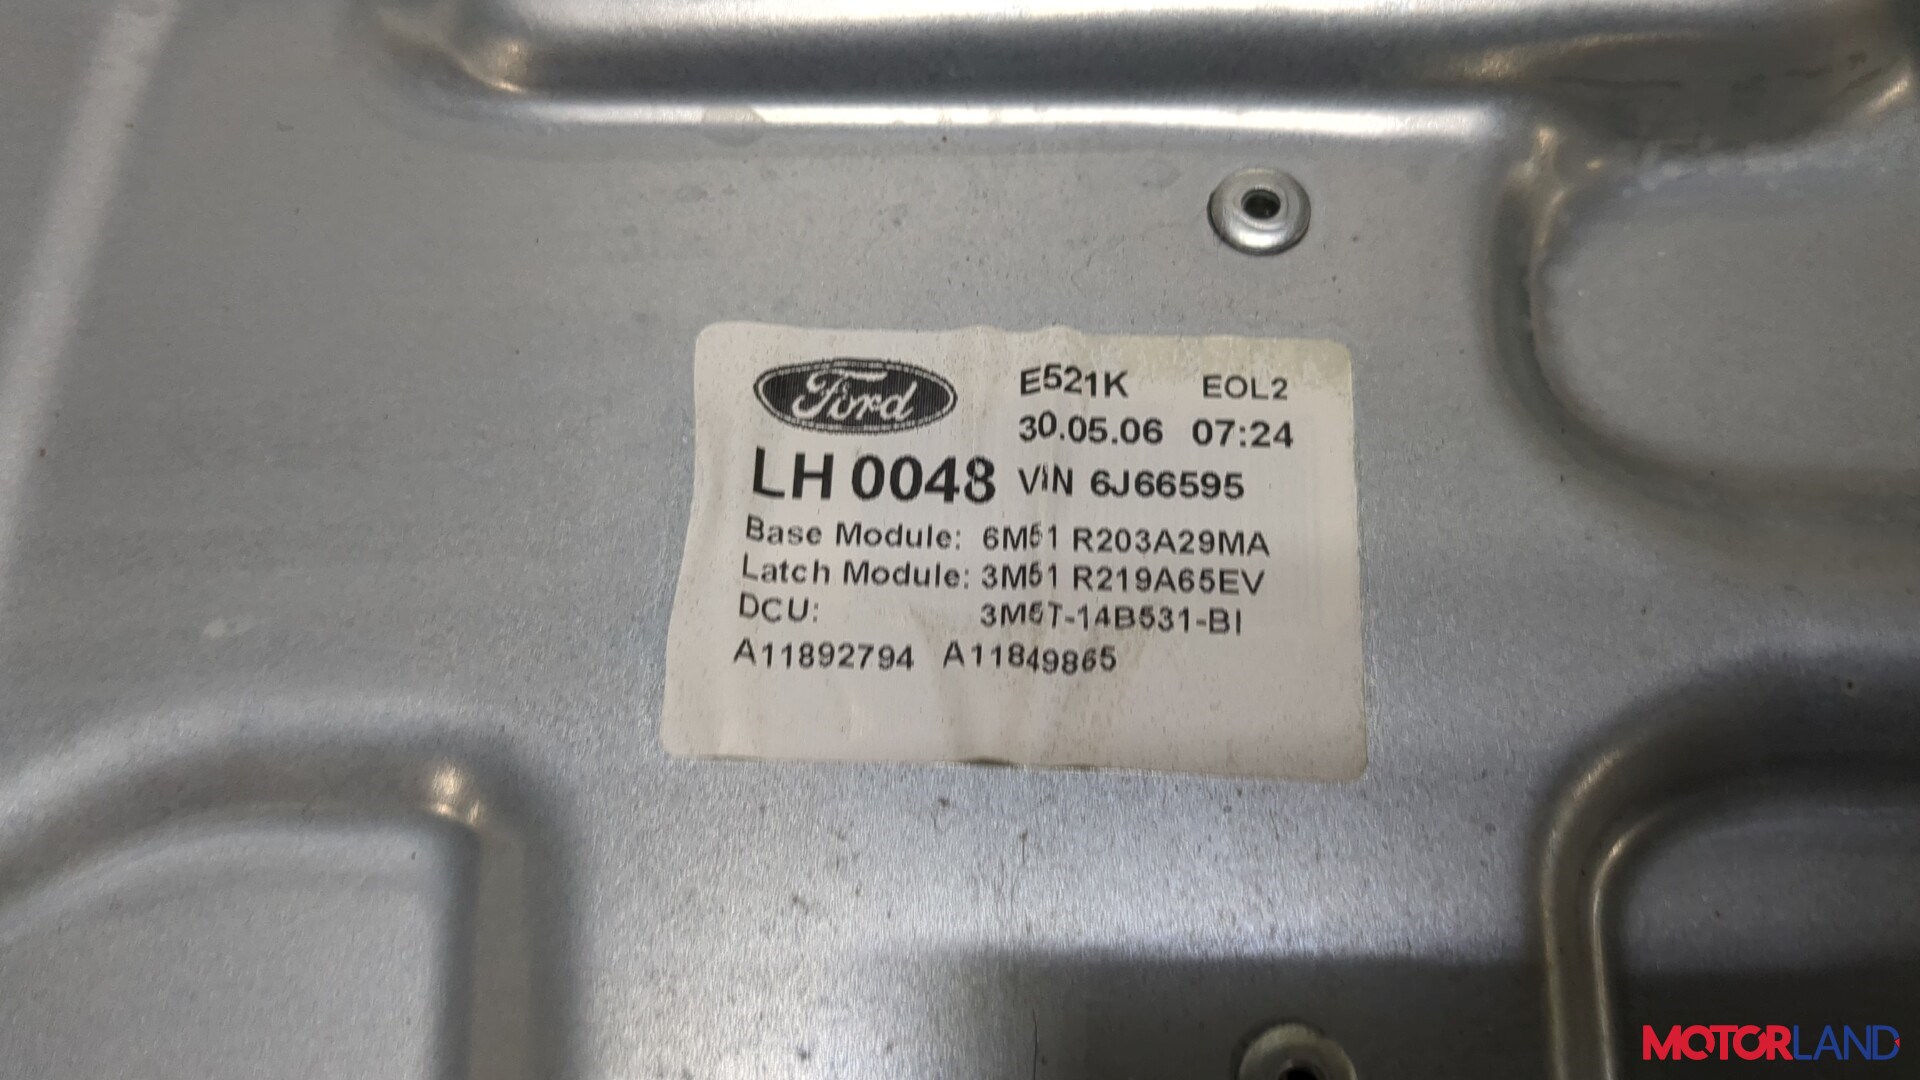 Ford
E521K EOL2
30.05.06 07:24
LH 0048 VIN 6J66595
Base Module: 6M51 R203A29MA
Latch Module: 3M51 R219A65EV
DCU: 3M5T-14B531-BI
A11892794 A11849865
MOTORLAND